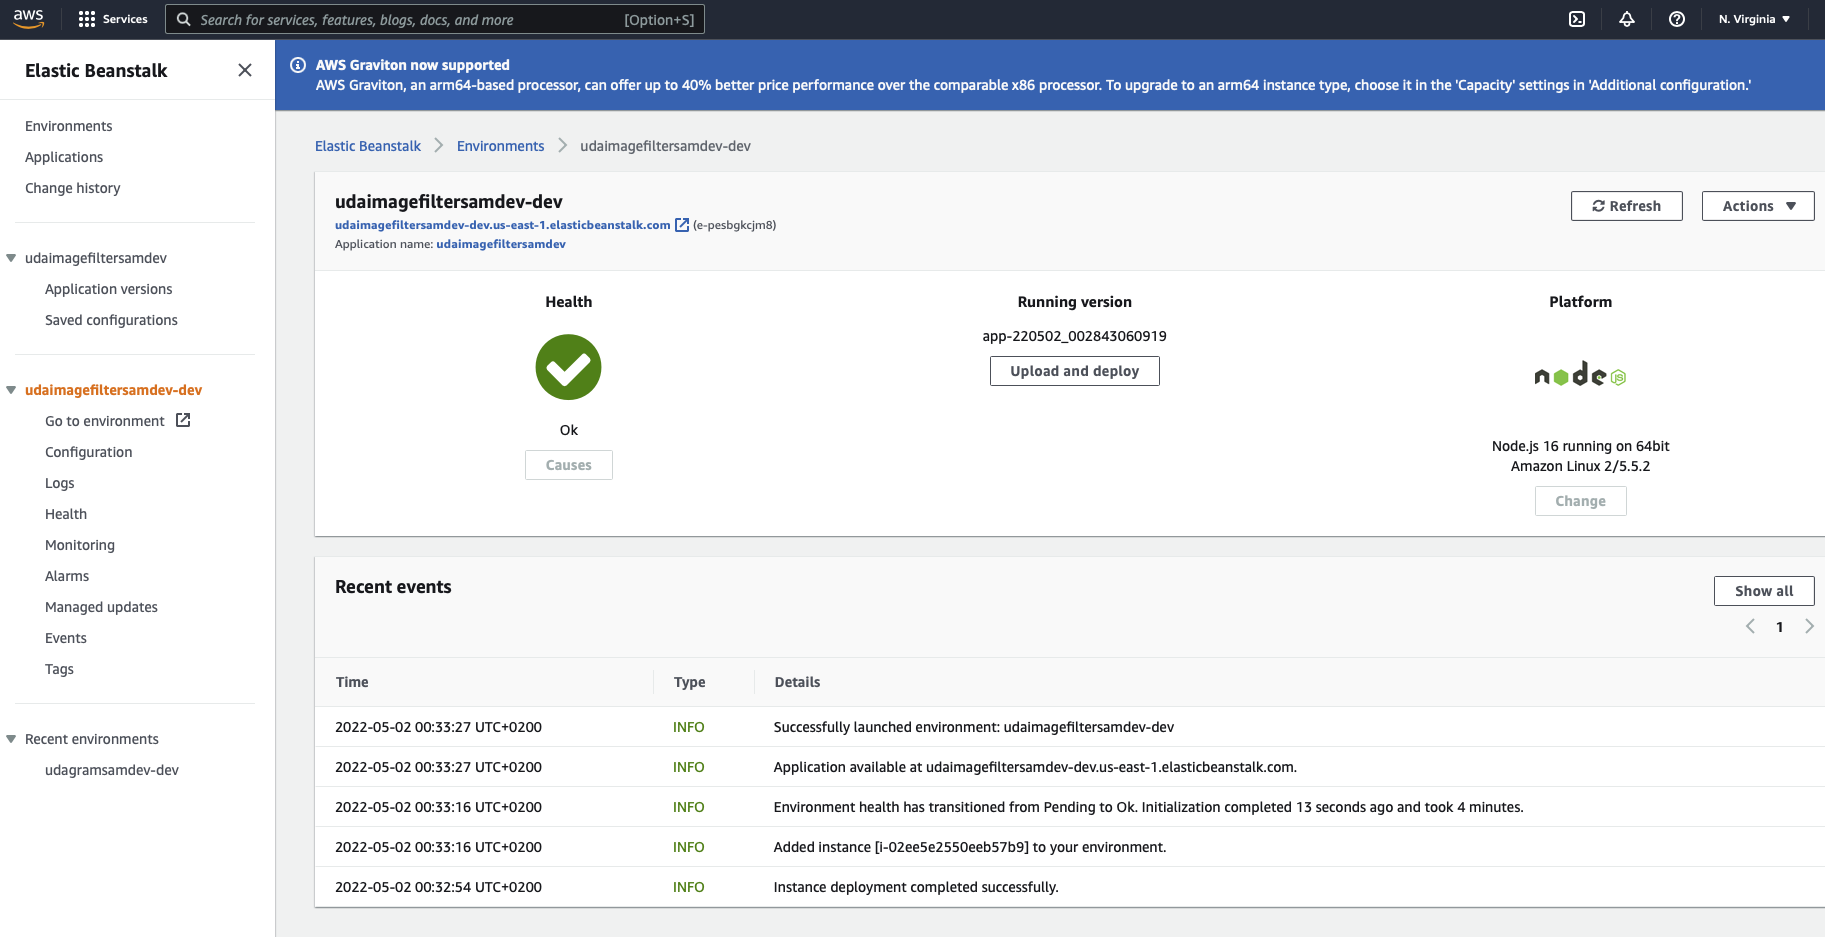 aws
Services
Search for services, features, blogs, docs, and more
[Option+S]
N. Virginia
Elastic Beanstalk
Environments
Applications
Change history
udaimagefiltersamdev
Application versions
Saved configurations
udaimagefiltersamdev-dev
Go to environment
Configuration
Logs
Health
Monitoring
Alarms
Managed updates
Events
Tags
Recent environments
udagramsamdev-dev
AWS Graviton now supported
AWS Graviton, an arm64-based processor, can offer up to 40% better price performance over the comparable x86 processor. To upgrade to an arm64 instance type, choose it in the 'Capacity' settings in 'Additional configuration.'
Elastic Beanstalk
Environments
udaimagefiltersamdev-dev
udaimagefiltersamdev-dev
udaimagefiltersamdev-dev.us-east-1.elasticbeanstalk.com (e-pesbgkcjm8)
Application name: udaimagefiltersamdev
Refresh
Actions
Health
Ok
Causes
Running version
app-220502_002843060919
Upload and deploy
Platform
node JS
Node.js 16 running on 64bit
Amazon Linux 2/5.5.2
Change
Recent events
Show all
1
Time Type Details
2022-05-02 00:33:27 UTC+0200 INFO Successfully launched environment: udaimagefiltersamdev-dev
2022-05-02 00:33:27 UTC+0200 INFO Application available at udaimagefiltersamdev-dev.us-east-1.elasticbeanstalk.com.
2022-05-02 00:33:16 UTC+0200 INFO Environment health has transitioned from Pending to Ok. Initialization completed 13 seconds ago and took 4 minutes.
2022-05-02 00:33:16 UTC+0200 INFO Added instance [i-02ee5e2550eeb57b9] to your environment.
2022-05-02 00:32:54 UTC+0200 INFO Instance deployment completed successfully.